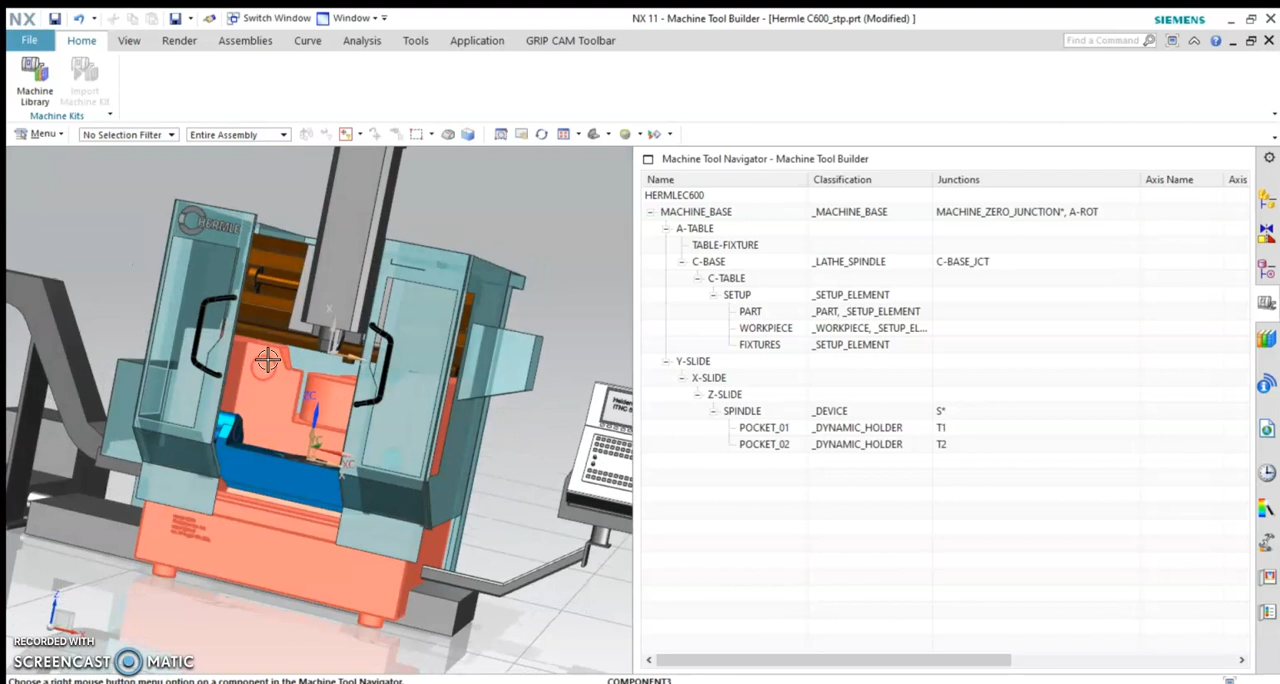 NX Switch Window Window NX 11 - Machine Tool Builder - [Hermle C600_stp.prt (Modified) ] SIEMENS
File Home View Render Assemblies Curve Analysis Tools Application GRIP CAM Toolbar Find a Command
Machine Library
Import Machine Kit
Machine Kits
Menu No Selection Filter Entire Assembly
Machine Tool Navigator - Machine Tool Builder
Name Classification Junctions Axis Name Axis
HERMLEC600
MACHINE_BASE _MACHINE_BASE MACHINE_ZERO_JUNCTION*, A-ROT
A-TABLE
TABLE-FIXTURE
C-BASE _LATHE_SPINDLE C-BASE_JCT
C-TABLE
SETUP _SETUP_ELEMENT
PART _PART, _SETUP_ELEMENT
WORKPIECE _WORKPIECE, _SETUP_EL...
FIXTURES _SETUP_ELEMENT
Y-SLIDE
X-SLIDE
Z-SLIDE
SPINDLE _DEVICE S*
POCKET_01 _DYNAMIC_HOLDER T1
POCKET_02 _DYNAMIC_HOLDER T2
HERMLE
X
ZC
XC
Z
RECORDED WITH
SCREENCAST MATIC
Choose a right mouse button menu option on a component in the Machine Tool Navigator. COMPONENT3